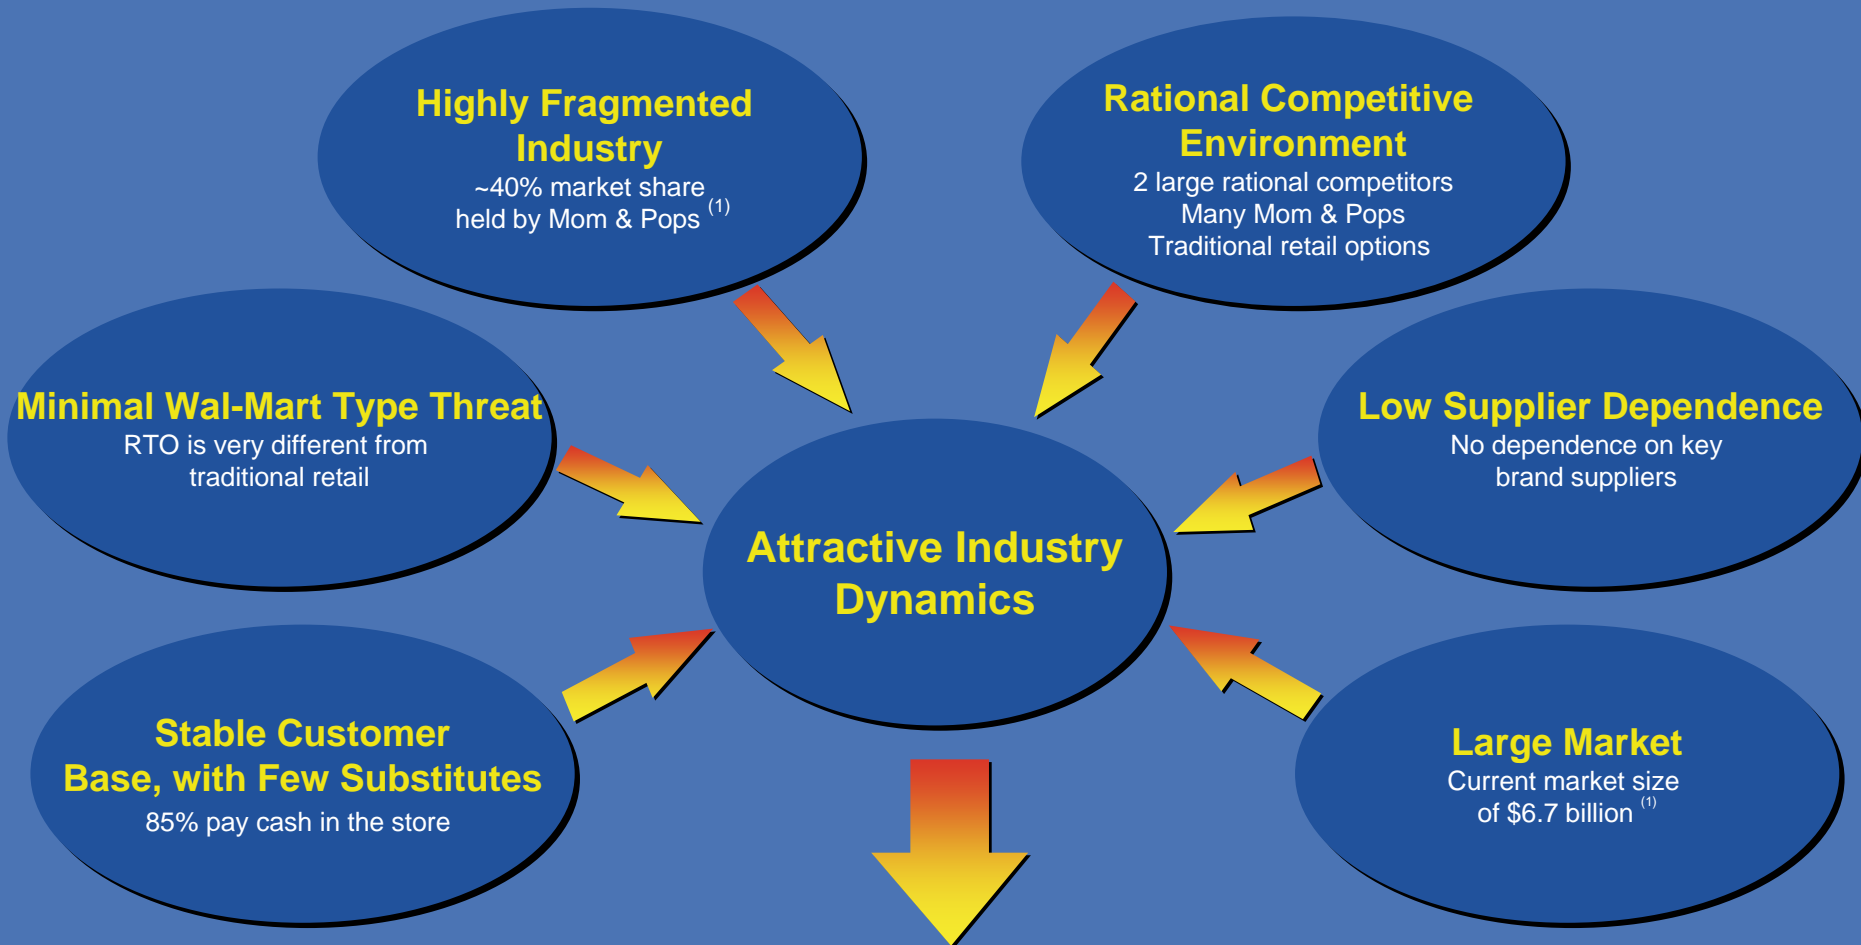 Highly Fragmented
Industry
~40% market share
held by Mom & Pops (1)
Rational Competitive
Environment
2 large rational competitors
Many Mom & Pops
Traditional retail options
Minimal Wal-Mart Type Threat
RTO is very different from
traditional retail
Low Supplier Dependence
No dependence on key
brand suppliers
Attractive Industry
Dynamics
Stable Customer
Base, with Few Substitutes
85% pay cash in the store
Large Market
Current market size
of $6.7 billion (1)